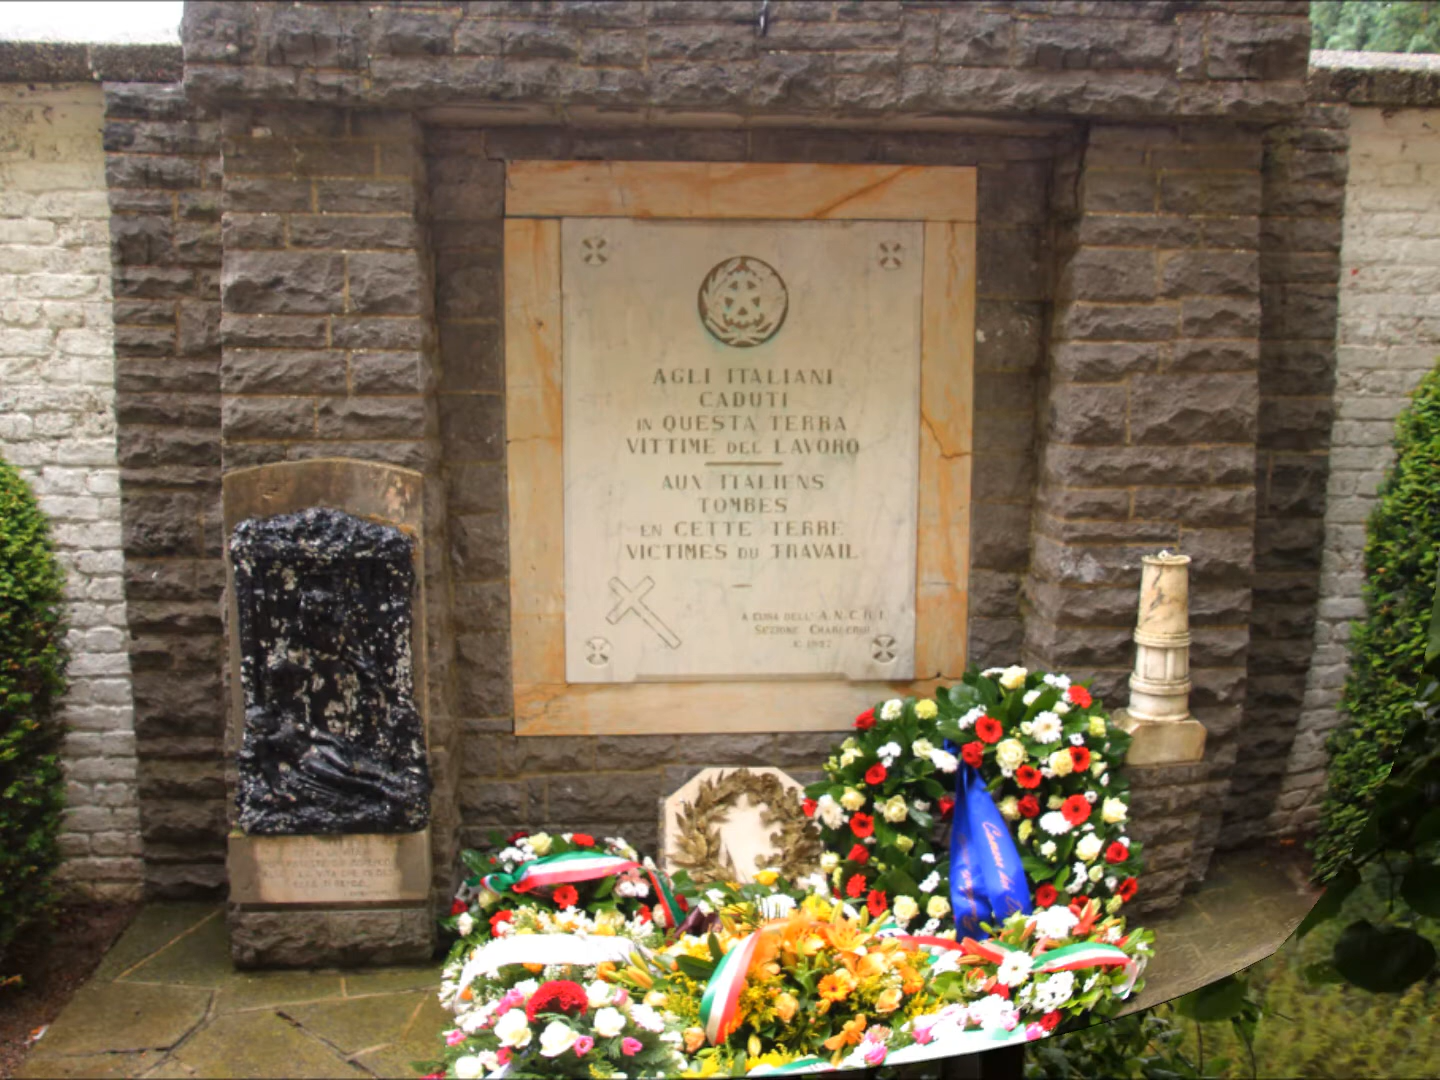 AGLI ITALIANI
CADUTI
IN QUESTA TERRA
VITTIME DEL LAVORO
AUX ITALIENS
TOMBES
EN CETTE TERRE
VICTIMES DU TRAVAIL
A CURA DELL' A.N.C.R.I.
SEZIONE CHARLEROI